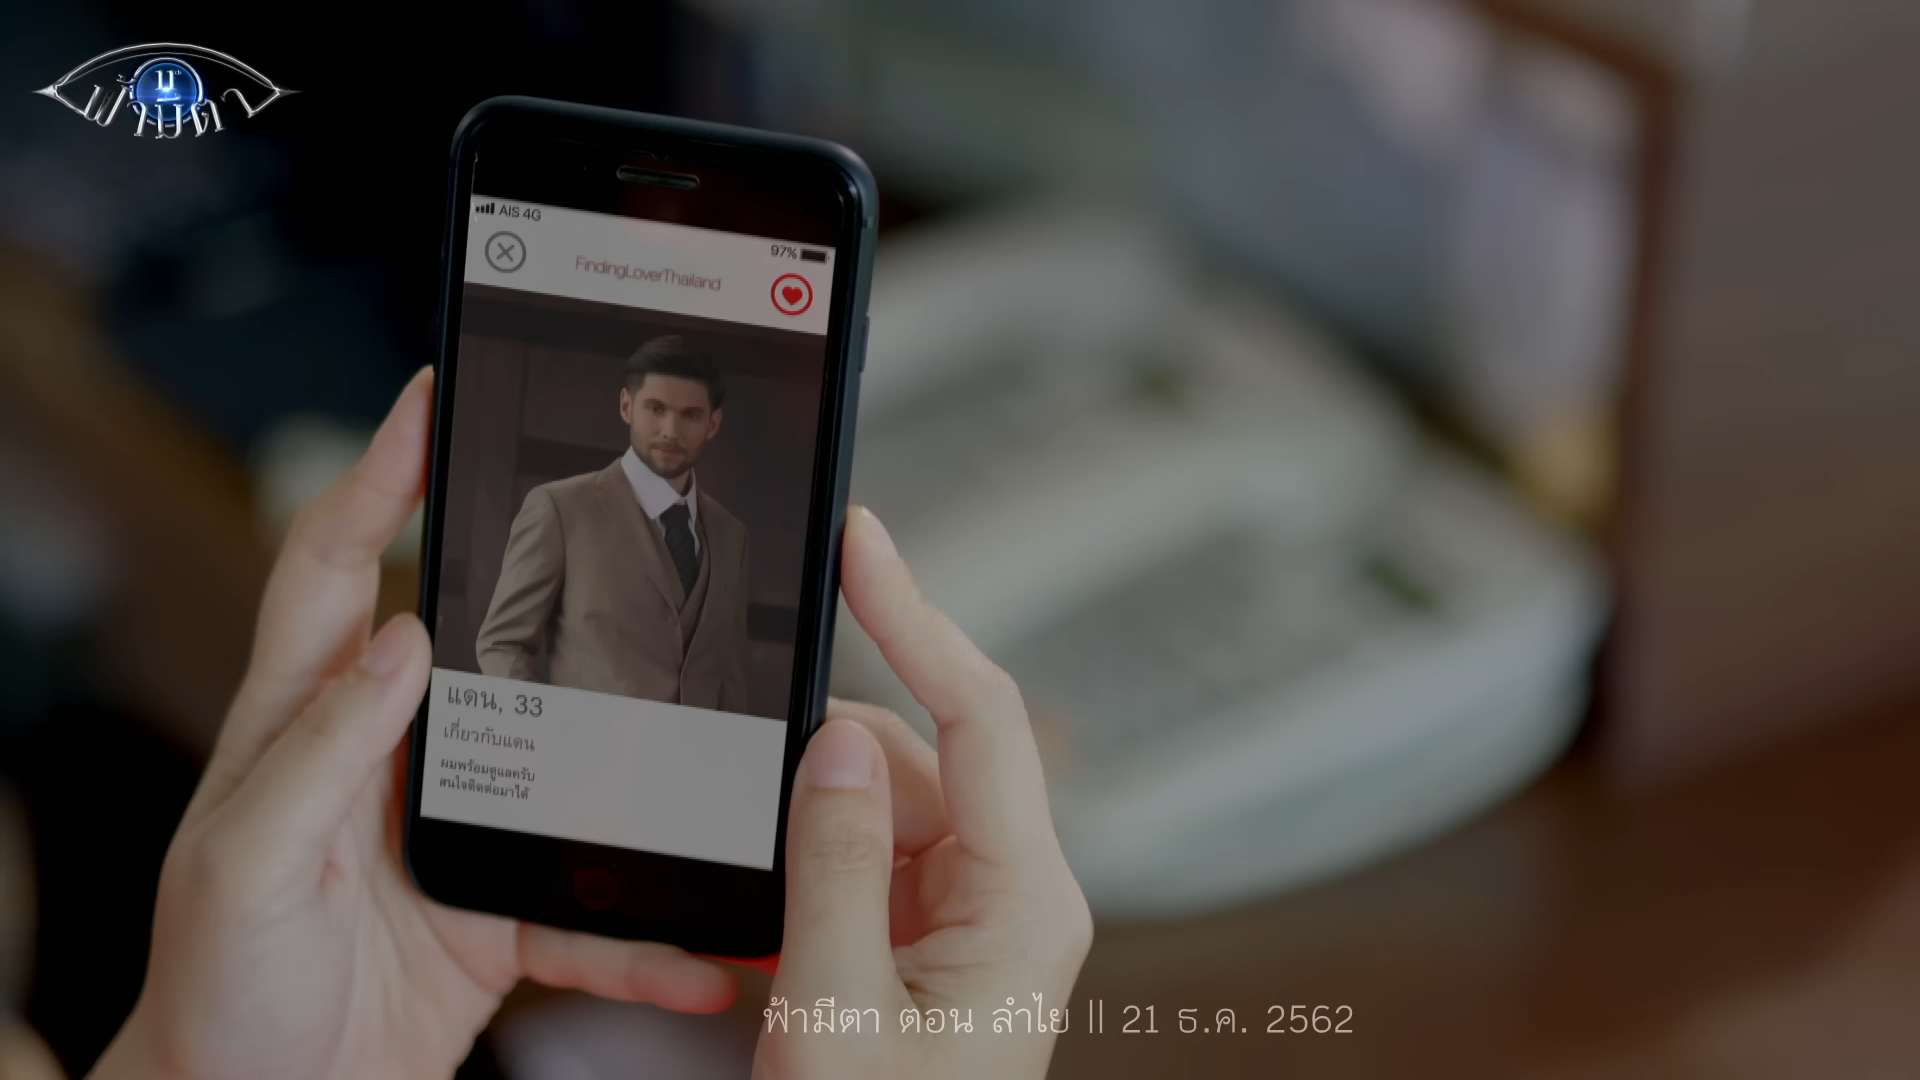 11th
ฟ้ามีตา
AIS 4G
97%
FindingLoverThailand
แดน, 33
เกี่ยวกับแดน
ผมพร้อมดูแลครับ
สนใจติดต่อมาได้
ฟ้ามีตา ตอน ลำไย || 21 ธ.ค. 2562